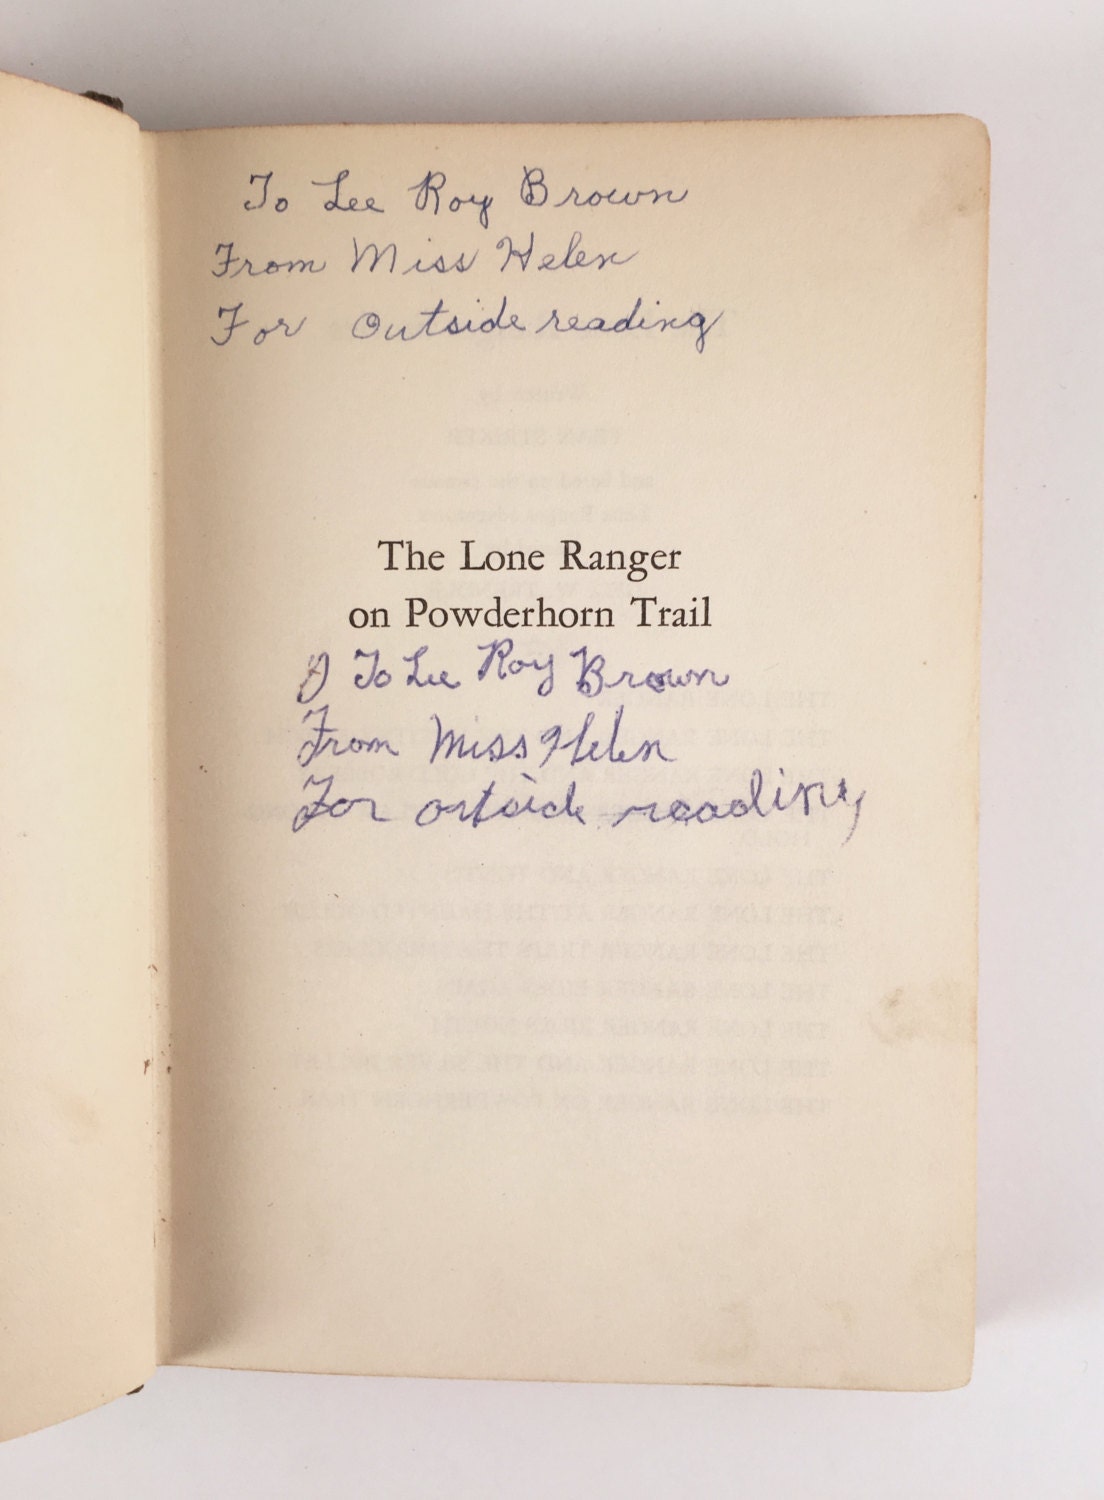 To Lee Roy Brown
From Miss Helen
For Outside reading
The Lone Ranger
on Powderhorn Trail
To Lee Roy Brown
From Miss Helen
For outside reading